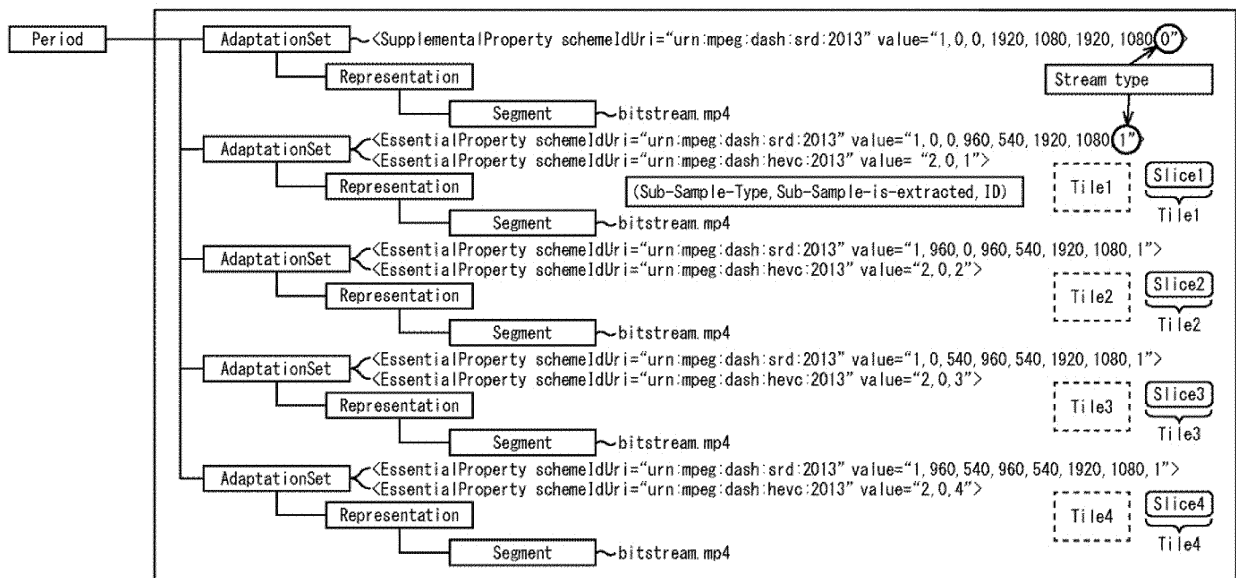 Period
AdaptationSet <SupplementalProperty schemeIdUri="urn:mpeg:dash:srd:2013" value="1, 0, 0, 1920, 1080, 1920, 1080, 0">
Representation
Stream type
Segment bitstream.mp4
AdaptationSet <EssentialProperty schemeIdUri="urn:mpeg:dash:srd:2013" value="1, 0, 0, 960, 540, 1920, 1080, 1">
<EssentialProperty schemeIdUri="urn:mpeg:dash:hevc:2013" value= "2, 0, 1">
Representation (Sub-Sample-Type, Sub-Sample-is-extracted, ID) Tile1 Slice1
Tile1
Segment bitstream.mp4
AdaptationSet <EssentialProperty schemeIdUri="urn:mpeg:dash:srd:2013" value="1, 960, 0, 960, 540, 1920, 1080, 1">
<EssentialProperty schemeIdUri="urn:mpeg:dash:hevc:2013" value="2, 0, 2">
Representation Tile2 Slice2
Tile2
Segment bitstream.mp4
AdaptationSet <EssentialProperty schemeIdUri="urn:mpeg:dash:srd:2013" value="1, 0, 540, 960, 540, 1920, 1080, 1">
<EssentialProperty schemeIdUri="urn:mpeg:dash:hevc:2013" value="2, 0, 3">
Representation Tile3 Slice3
Tile3
Segment bitstream.mp4
AdaptationSet <EssentialProperty schemeIdUri="urn:mpeg:dash:srd:2013" value="1, 960, 540, 960, 540, 1920, 1080, 1">
<EssentialProperty schemeIdUri="urn:mpeg:dash:hevc:2013" value="2, 0, 4">
Representation Tile4 Slice4
Tile4
Segment bitstream.mp4